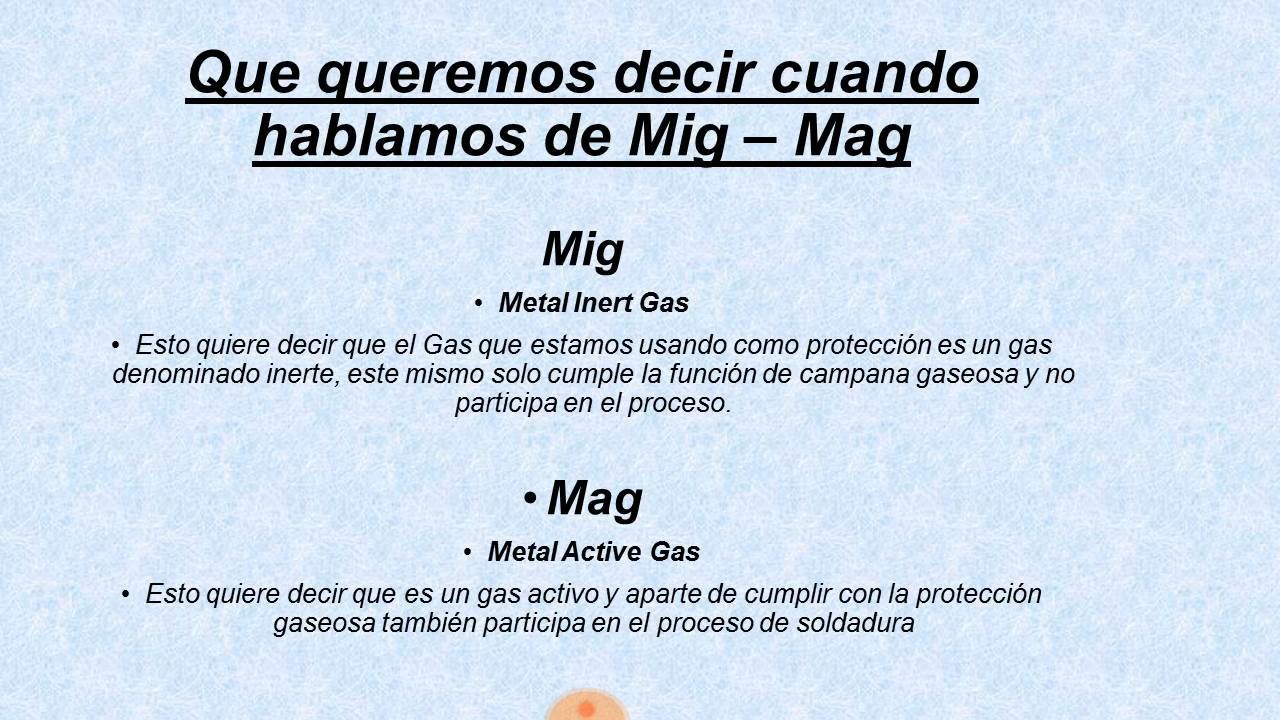 Que queremos decir cuando
hablamos de Mig – Mag
Mig
• Metal Inert Gas
• Esto quiere decir que el Gas que estamos usando como protección es un gas
denominado inerte, este mismo solo cumple la función de campana gaseosa y no
participa en el proceso.
• Mag
• Metal Active Gas
• Esto quiere decir que es un gas activo y aparte de cumplir con la protección
gaseosa también participa en el proceso de soldadura